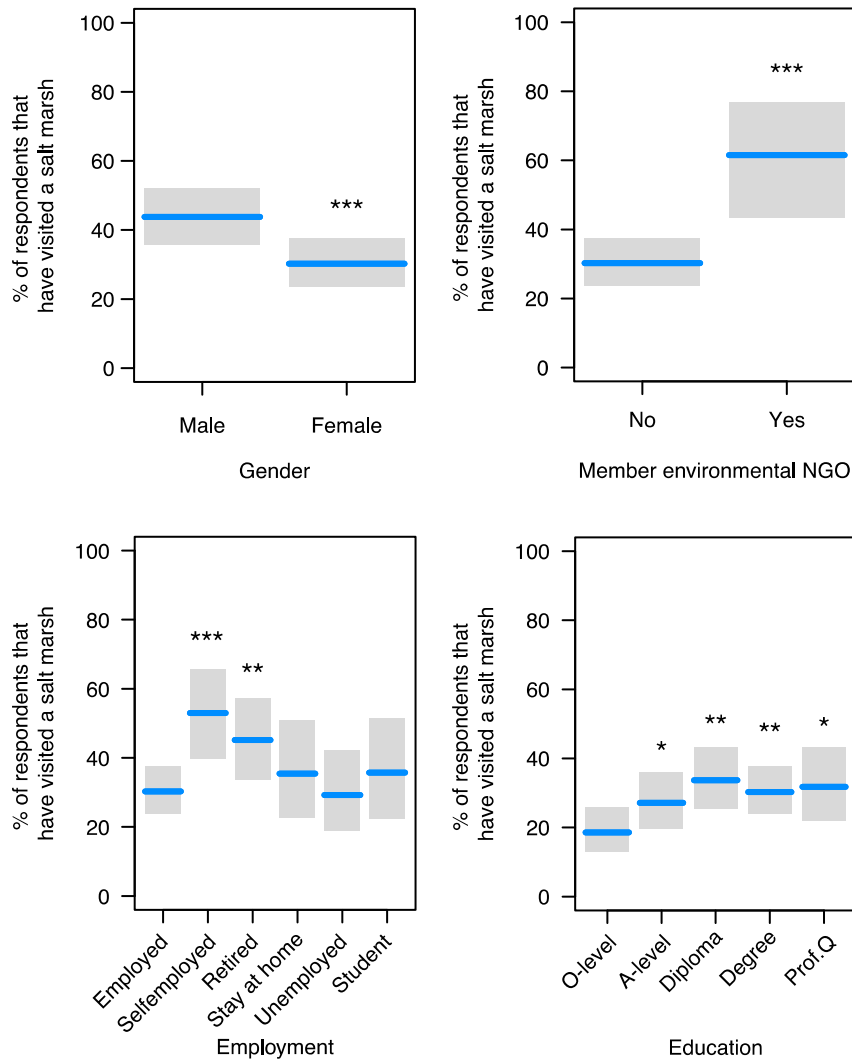 % of respondents that
have visited a salt marsh
100
80
60
40
20
0
***
Male
Female
Gender
% of respondents that
have visited a salt marsh
100
80
60
40
20
0
***
No
Yes
Member environmental NGO
% of respondents that
have visited a salt marsh
100
80
60
40
20
0
***
**
Employed
Selfemployed
Retired
Stay at home
Unemployed
Student
Employment
% of respondents that
have visited a salt marsh
100
80
60
40
20
0
*
**
**
*
O-level
A-level
Diploma
Degree
Prof.Q
Education